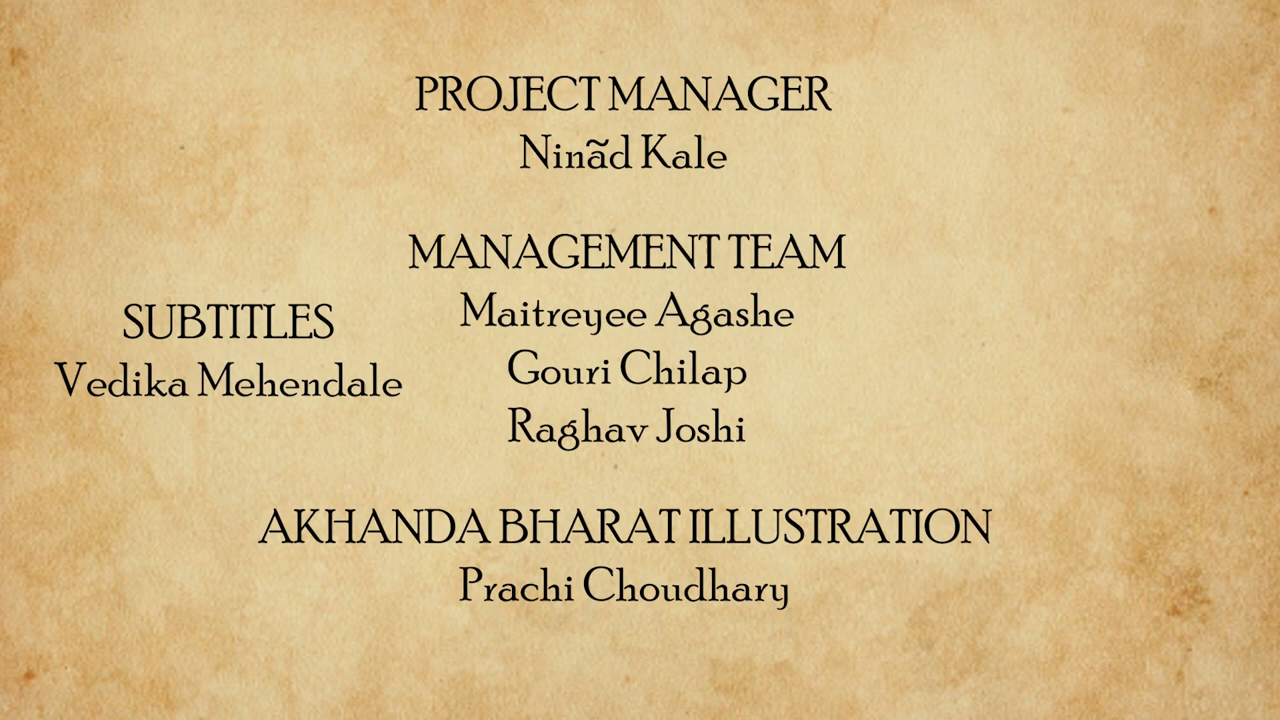 PROJECT MANAGER
Ninãd Kale
MANAGEMENT TEAM
Maitreyee Agashe
Gouri Chilap
Raghav Joshi
SUBTITLES
Vedika Mehendale
AKHANDA BHARAT ILLUSTRATION
Prachi Choudhary